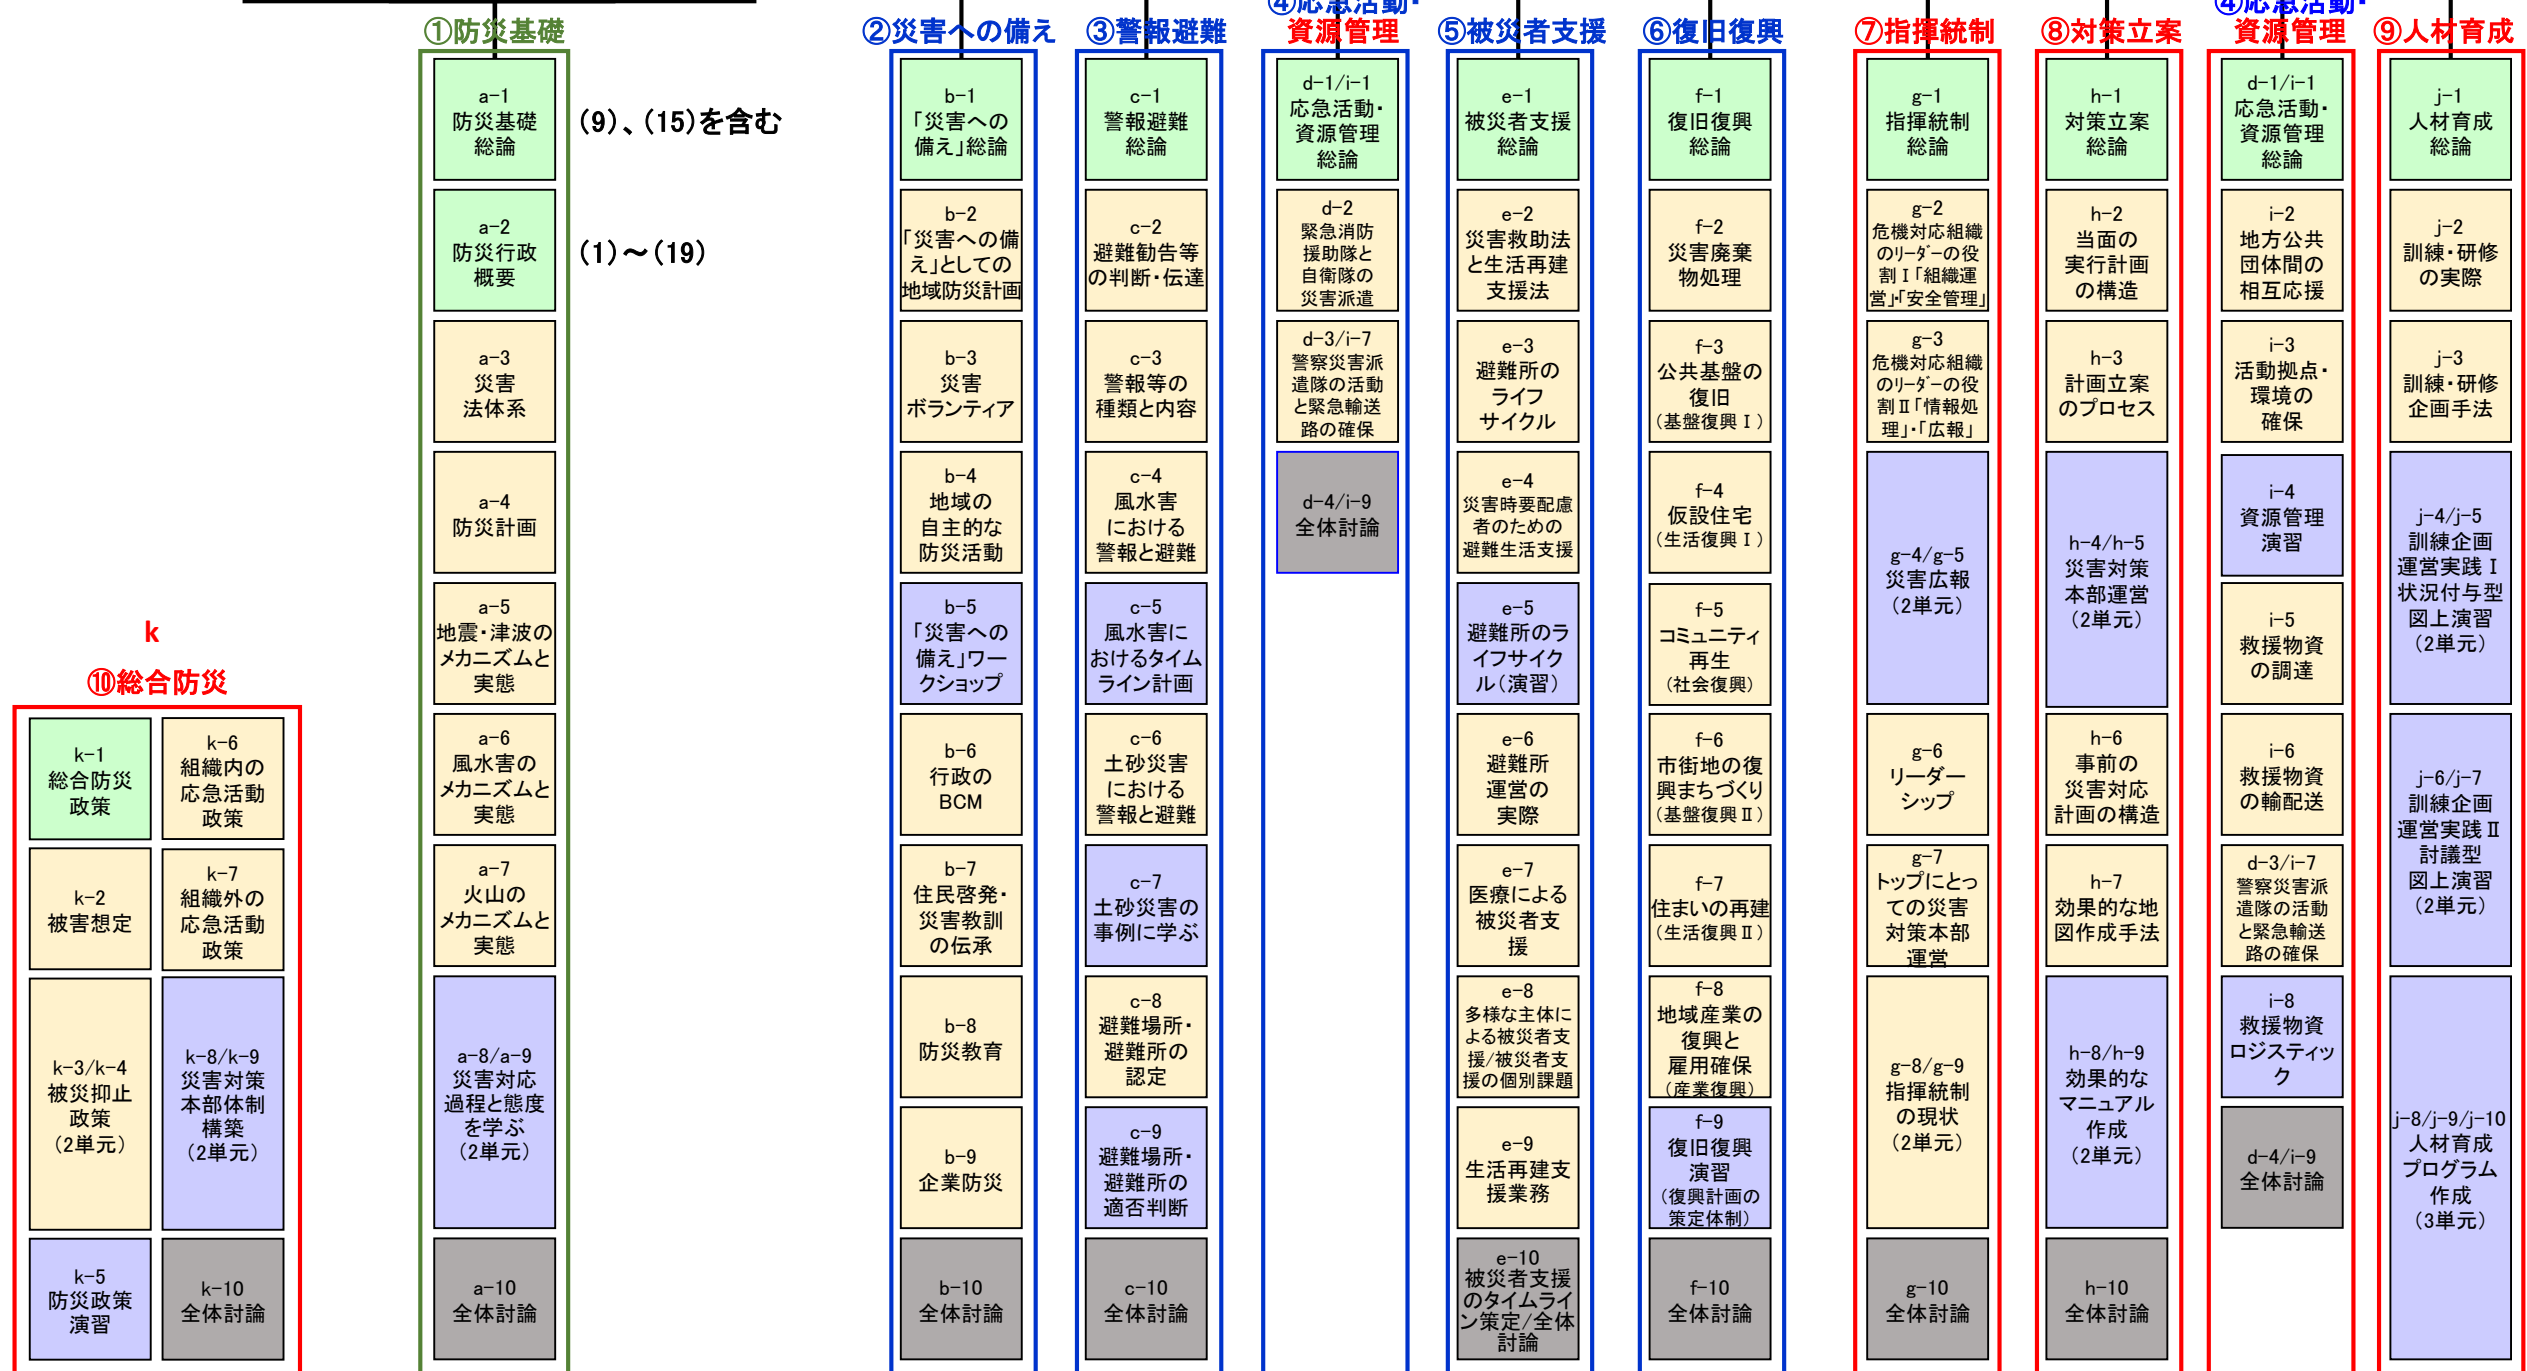 ①防災基礎
a-1
防災基礎
総論
(9)、(15)を含む
a-2
防災行政
概要
(1)～(19)
a-3
災害
法体系
a-4
防災計画
a-5
地震・津波の
メカニズムと
実態
a-6
風水害の
メカニズムと
実態
a-7
火山の
メカニズムと
実態
a-8/a-9
災害対応
過程と態度
を学ぶ
(2単元)
a-10
全体討論
k
⑩総合防災
k-1
総合防災
政策
k-2
被害想定
k-3/k-4
被災抑止
政策
(2単元)
k-5
防災政策
演習
k-6
組織内の
応急活動
政策
k-7
組織外の
応急活動
政策
k-8/k-9
災害対策
本部体制
構築
(2単元)
k-10
全体討論
②災害への備え
b-1
「災害への
備え」総論
b-2
「災害への備
え」としての
地域防災計画
b-3
災害
ボランティア
b-4
地域の
自主的な
防災活動
b-5
「災害への
備え」ワー
クショップ
b-6
行政の
BCM
b-7
住民啓発・
災害教訓
の伝承
b-8
防災教育
b-9
企業防災
b-10
全体討論
③警報避難
c-1
警報避難
総論
c-2
避難勧告等
の判断・伝達
c-3
警報等の
種類と内容
c-4
風水害
における
警報と避難
c-5
風水害に
おけるタイム
ライン計画
c-6
土砂災害
における
警報と避難
c-7
土砂災害の
事例に学ぶ
c-8
避難場所・
避難所の
認定
c-9
避難場所・
避難所の
適否判断
c-10
全体討論
④応急活動・
資源管理
d-1/i-1
応急活動・
資源管理
総論
d-2
緊急消防
援助隊と
自衛隊の
災害派遣
d-3/i-7
警察災害派
遣隊の活動
と緊急輸送
路の確保
d-4/i-9
全体討論
⑤被災者支援
e-1
被災者支援
総論
e-2
災害救助法
と生活再建
支援法
e-3
避難所の
ライフ
サイクル
e-4
災害時要配慮
者のための
避難生活支援
e-5
避難所のラ
イフサイク
ル(演習)
e-6
避難所
運営の
実際
e-7
医療による
被災者支
援
e-8
多様な主体に
よる被災者支
援/被災者支
援の個別課題
e-9
生活再建支
援業務
e-10
被災者支援
のタイムライ
ン策定/全体
討論
⑥復旧復興
f-1
復旧復興
総論
f-2
災害廃棄
物処理
f-3
公共基盤の
復旧
(基盤復興Ⅰ)
f-4
仮設住宅
(生活復興Ⅰ)
f-5
コミュニティ
再生
(社会復興)
f-6
市街地の復
興まちづくり
(基盤復興Ⅱ)
f-7
住まいの再建
(生活復興Ⅱ)
f-8
地域産業の
復興と
雇用確保
(産業復興)
f-9
復旧復興
演習
(復興計画の
策定体制)
f-10
全体討論
⑦指揮統制
g-1
指揮統制
総論
g-2
危機対応組織
のリーダーの役
割Ⅰ「組織運
営」「安全管理」
g-3
危機対応組織
のリーダーの役
割Ⅱ「情報処
理」・「広報」
g-4/g-5
災害広報
(2単元)
g-6
リーダー
シップ
g-7
トップにとっ
ての災害
対策本部
運営
g-8/g-9
指揮統制
の現状
(2単元)
g-10
全体討論
⑧対策立案
h-1
対策立案
総論
h-2
当面の
実行計画
の構造
h-3
計画立案
のプロセス
h-4/h-5
災害対策
本部運営
(2単元)
h-6
事前の
災害対応
計画の構造
h-7
効果的な地
図作成手法
h-8/h-9
効果的な
マニュアル
作成
(2単元)
h-10
全体討論
④応急活動・
資源管理
d-1/i-1
応急活動・
資源管理
総論
i-2
地方公共
団体間の
相互応援
i-3
活動拠点・
環境の
確保
i-4
資源管理
演習
i-5
救援物資
の調達
i-6
救援物資
の輸配送
d-3/i-7
警察災害派
遣隊の活動
と緊急輸送
路の確保
i-8
救援物資
ロジスティッ
ク
d-4/i-9
全体討論
⑨人材育成
j-1
人材育成
総論
j-2
訓練・研修
の実際
j-3
訓練・研修
企画手法
j-4/j-5
訓練企画
運営実践Ⅰ
状況付与型
図上演習
(2単元)
j-6/j-7
訓練企画
運営実践Ⅱ
討議型
図上演習
(2単元)
j-8/j-9/j-10
人材育成
プログラム
作成
(3単元)